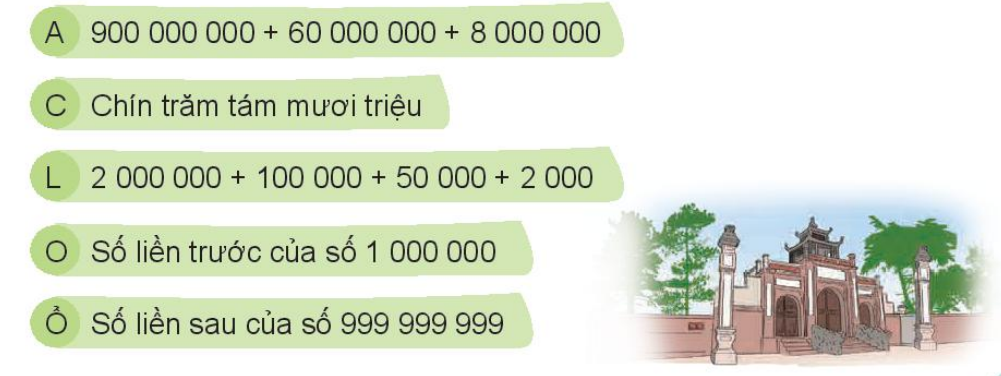 A 900 000 000 + 60 000 000 + 8 000 000
C Chín trăm tám mươi triệu
L 2 000 000 + 100 000 + 50 000 + 2 000
O Số liền trước của số 1 000 000
Ổ Số liền sau của số 999 999 999